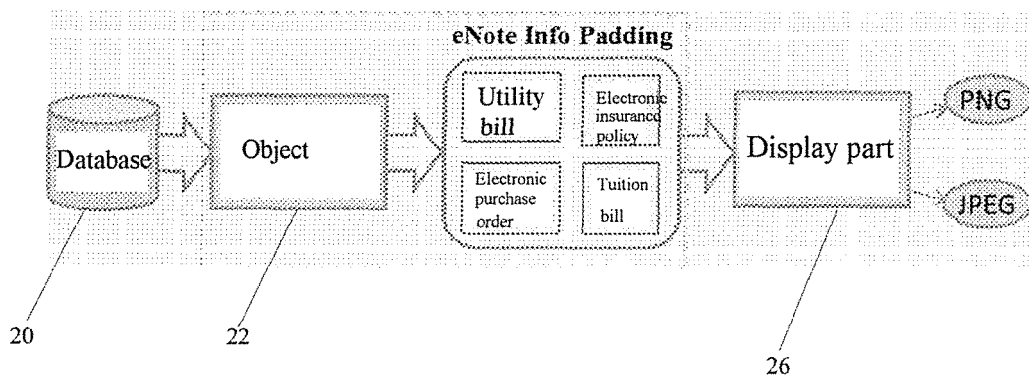 eNote Info Padding
Database
Object
Utility
bill
Electronic
insurance
policy
Electronic
purchase
order
Tuition
bill
Display part
PNG
JPEG
20
22
26